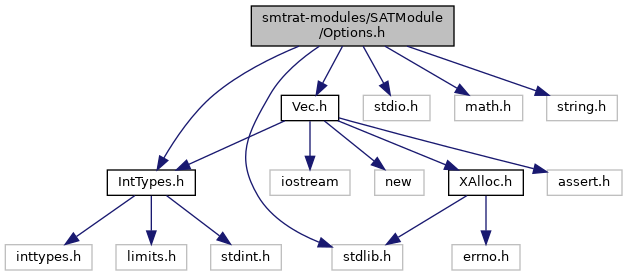 smtrat-modules/SATModule
/Options.h
Vec.h
stdio.h
math.h
string.h
IntTypes.h
iostream
new
XAlloc.h
assert.h
inttypes.h
limits.h
stdint.h
stdlib.h
errno.h